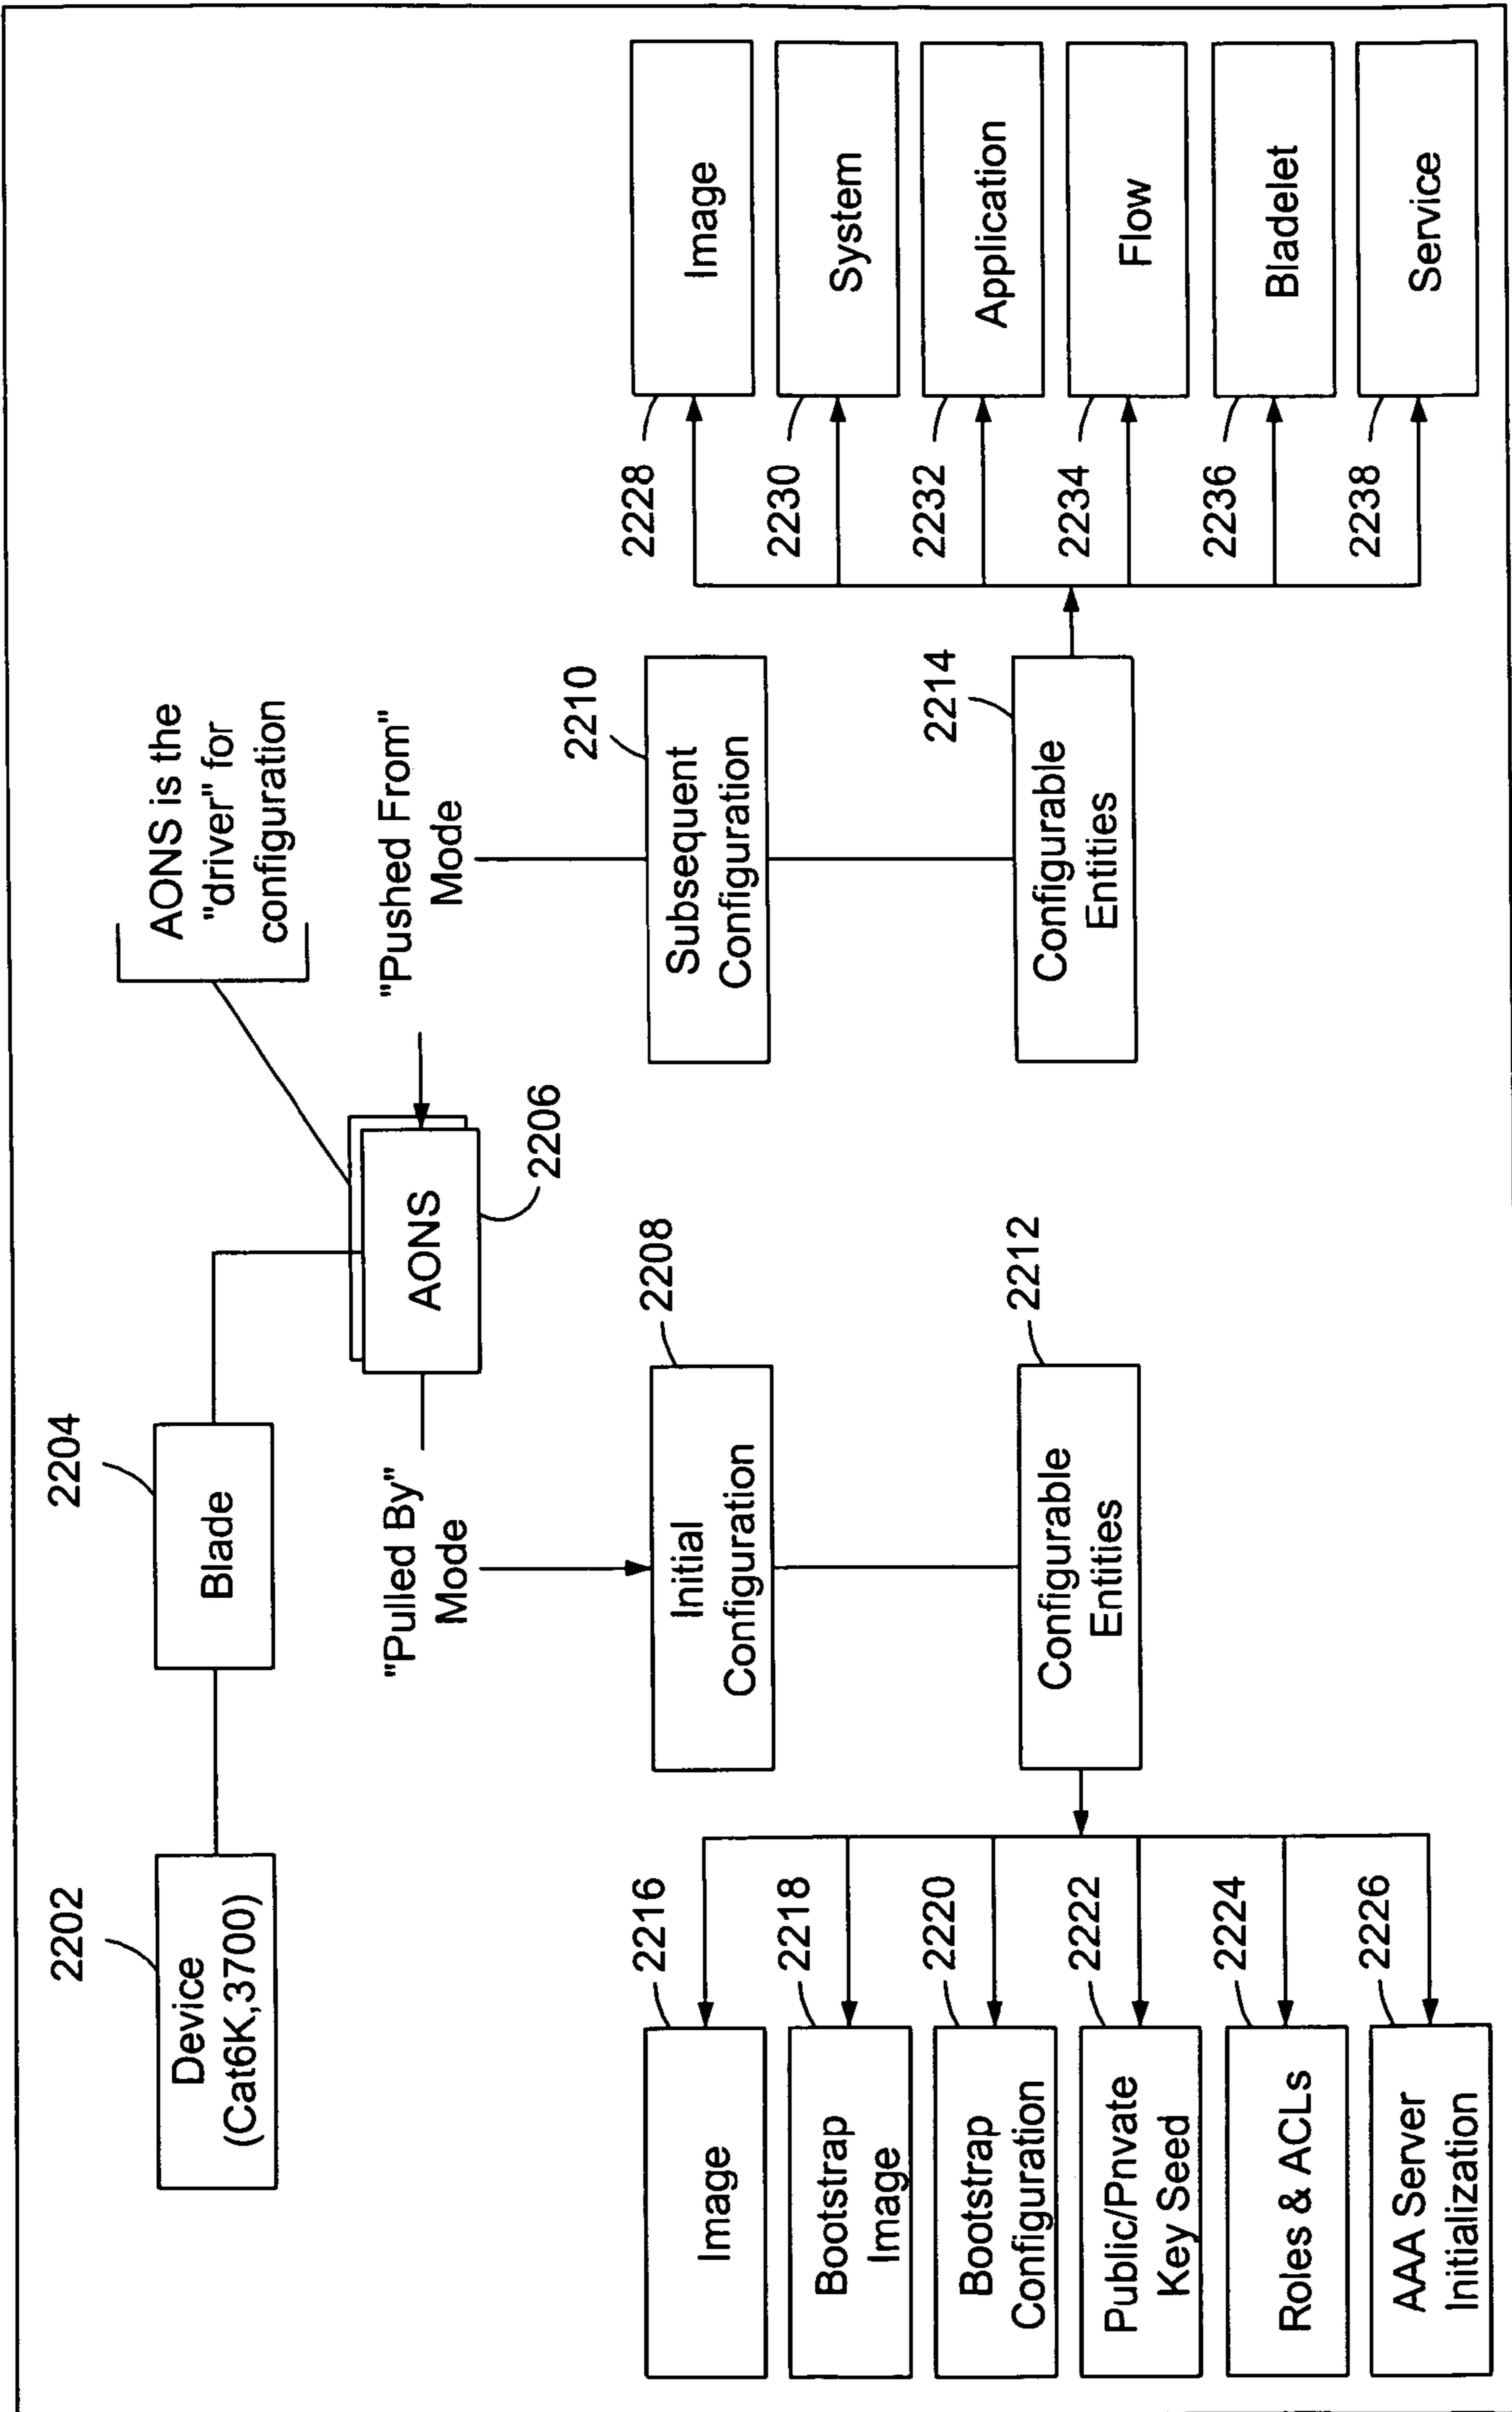 2202
Device
(Cat6K,3700)
2204
Blade
AONS is the
"driver" for
configuration
AONS
2206
"Pulled By"
Mode
"Pushed From"
Mode
2208
Initial
Configuration
2210
Subsequent
Configuration
2212
Configurable
Entities
2214
Configurable
Entities
2216
Image
2218
Bootstrap
Image
2220
Bootstrap
Configuration
2222
Public/Pnvate
Key Seed
2224
Roles & ACLs
2226
AAA Server
Initialization
2228
Image
2230
System
2232
Application
2234
Flow
2236
Bladelet
2238
Service